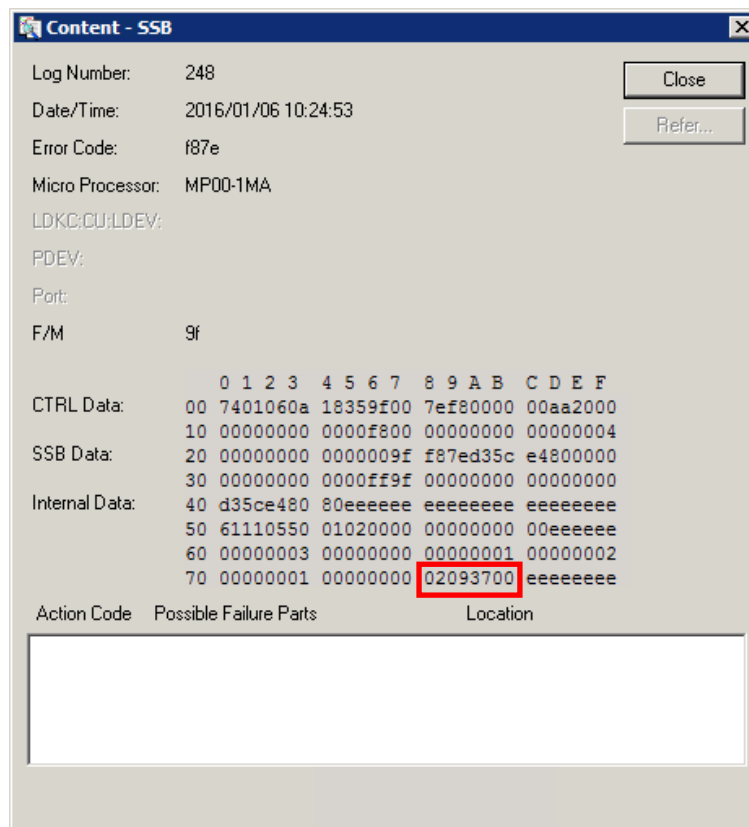 Content - SSB
Log Number: 248
Close
Date/Time: 2016/01/06 10:24:53
Refer...
Error Code: f87e
Micro Processor: MP00-1MA
LDKC:CU:LDEV:
PDEV:
Port:
F/M 9f
0 1 2 3 4 5 6 7 8 9 A B C D E F
CTRL Data: 00 7401060a 18359f00 7ef80000 00aa2000
10 00000000 0000f800 00000000 00000004
SSB Data: 20 00000000 0000009f f87ed35c e4800000
30 00000000 0000ff9f 00000000 00000000
Internal Data: 40 d35ce480 80eeeeee eeeeeeee eeeeeeee
50 61110550 01020000 00000000 00eeeeee
60 00000003 00000000 00000001 00000002
70 00000001 00000000 02093700 eeeeeeee
Action Code Possible Failure Parts Location